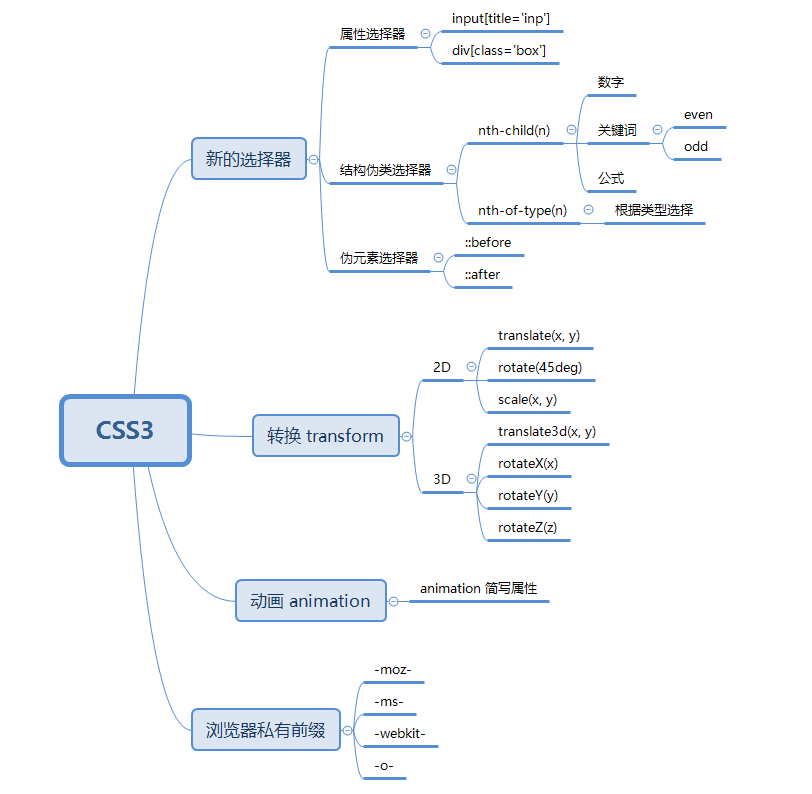 CSS3
新的选择器
属性选择器
input[title='inp']
div[class='box']
结构伪类选择器
nth-child(n)
数字
关键词
even
odd
公式
nth-of-type(n)
根据类型选择
伪元素选择器
::before
::after
转换 transform
2D
translate(x, y)
rotate(45deg)
scale(x, y)
3D
translate3d(x, y)
rotateX(x)
rotateY(y)
rotateZ(z)
动画 animation
animation 简写属性
浏览器私有前缀
-moz-
-ms-
-webkit-
-o-